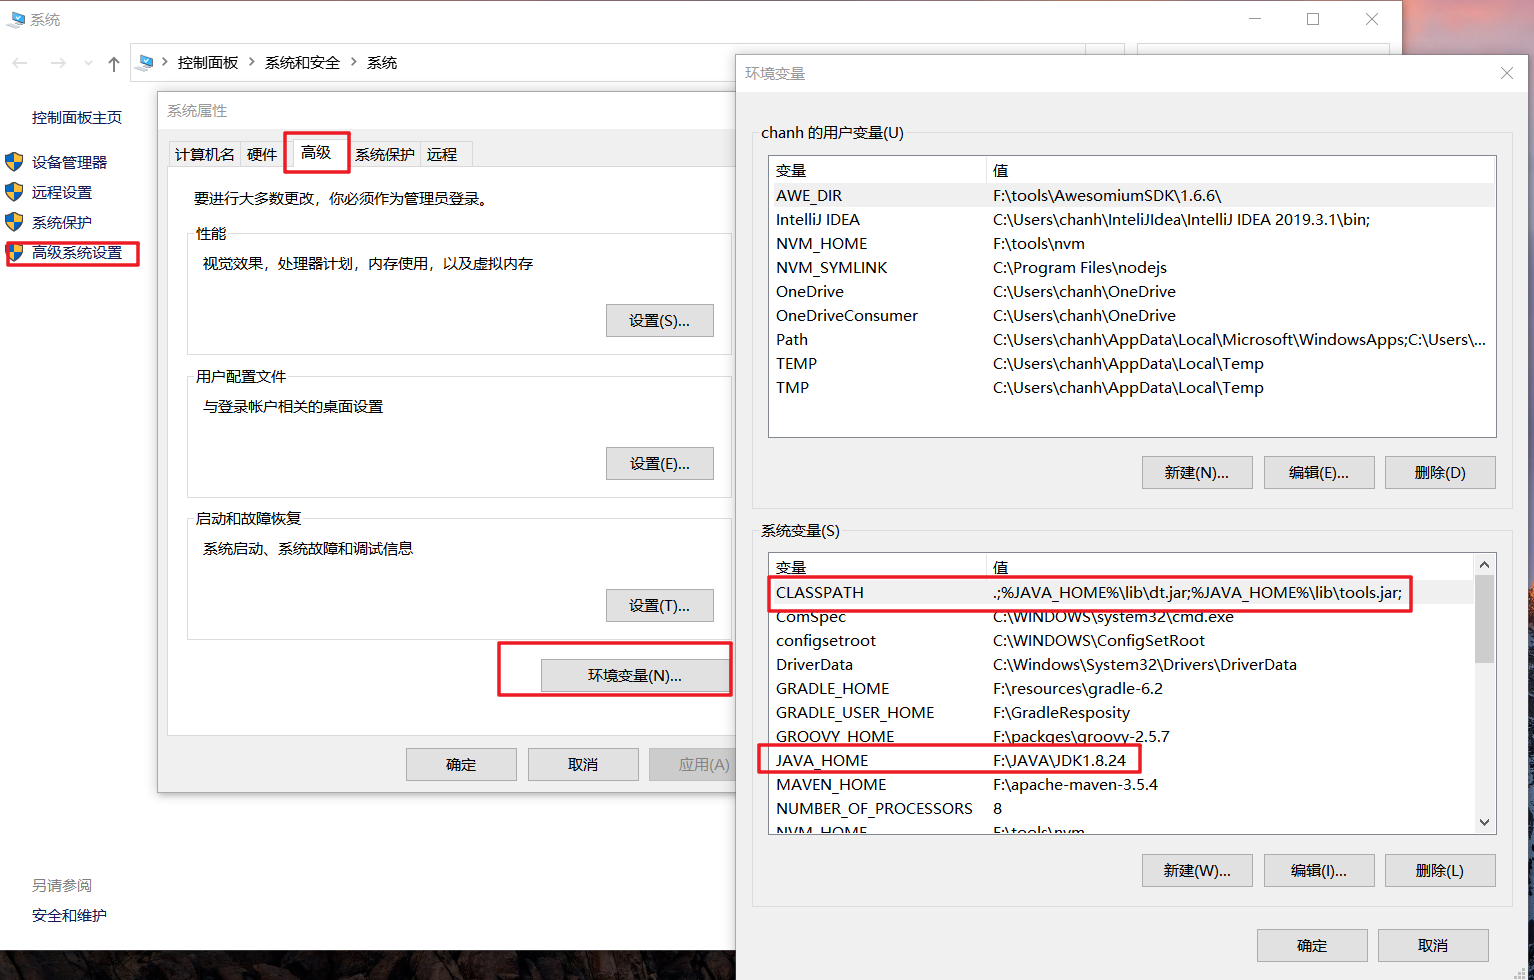 系统
控制面板 系统和安全 系统
控制面板主页
设备管理器
远程设置
系统保护
高级系统设置
另请参阅
安全和维护
系统属性
计算机名 硬件 高级 系统保护 远程
要进行大多数更改，你必须作为管理员登录。
性能
视觉效果，处理器计划，内存使用，以及虚拟内存
设置(S)...
用户配置文件
与登录帐户相关的桌面设置
设置(E)...
启动和故障恢复
系统启动、系统故障和调试信息
设置(T)...
环境变量(N)...
确定 取消 应用(A)
环境变量
chanh 的用户变量(U)
变量 值
AWE_DIR F:\tools\AwesomiumSDK\1.6.6\
IntelliJ IDEA C:\Users\chanh\InteliJIdea\IntelliJ IDEA 2019.3.1\bin;
NVM_HOME F:\tools\nvm
NVM_SYMLINK C:\Program Files\nodejs
OneDrive C:\Users\chanh\OneDrive
OneDriveConsumer C:\Users\chanh\OneDrive
Path C:\Users\chanh\AppData\Local\Microsoft\WindowsApps;C:\Users\...
TEMP C:\Users\chanh\AppData\Local\Temp
TMP C:\Users\chanh\AppData\Local\Temp
新建(N)... 编辑(E)... 删除(D)
系统变量(S)
变量 值
CLASSPATH .;%JAVA_HOME%\lib\dt.jar;%JAVA_HOME%\lib\tools.jar;
ComSpec C:\WINDOWS\system32\cmd.exe
configsetroot C:\WINDOWS\ConfigSetRoot
DriverData C:\Windows\System32\Drivers\DriverData
GRADLE_HOME F:\resources\gradle-6.2
GRADLE_USER_HOME F:\GradleResposity
GROOVY_HOME F:\packges\groovy-2.5.7
JAVA_HOME F:\JAVA\JDK1.8.24
MAVEN_HOME F:\apache-maven-3.5.4
NUMBER_OF_PROCESSORS 8
NVM_HOME F:\tools\nvm
新建(W)... 编辑(I)... 删除(L)
确定 取消